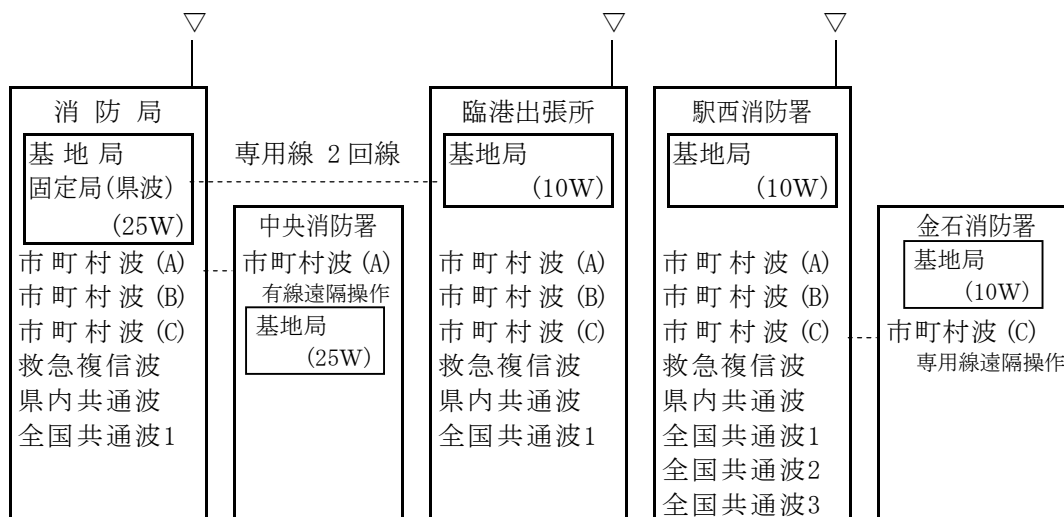 消防局
基地局
固定局(県波)
(25W)
市町村波(A)
市町村波(B)
市町村波(C)
救急複信波
県内共通波
全国共通波1
専用線 2回線
中央消防署
市町村波(A)
有線遠隔操作
基地局
(25W)
臨港出張所
基地局
(10W)
市町村波(A)
市町村波(B)
市町村波(C)
救急複信波
県内共通波
全国共通波1
駅西消防署
基地局
(10W)
市町村波(A)
市町村波(B)
市町村波(C)
救急複信波
県内共通波
全国共通波1
全国共通波2
全国共通波3
金石消防署
基地局
(10W)
市町村波(C)
専用線遠隔操作